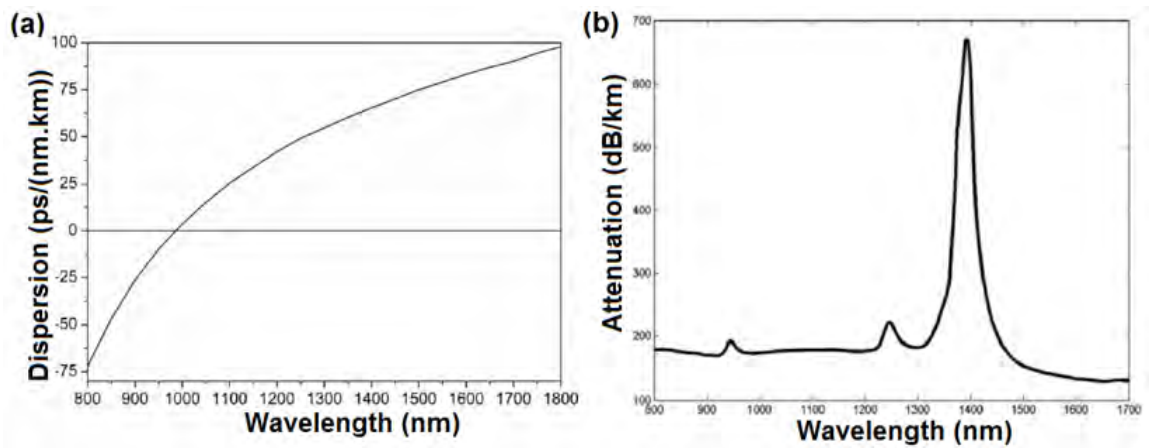 (a)
100
75
50
25
0
-25
-50
-75
Dispersion (ps/(nm.km))
800 900 1000 1100 1200 1300 1400 1500 1600 1700 1800
Wavelength (nm)
(b)
700
600
500
400
300
200
100
Attenuation (dB/km)
800 900 1000 1100 1200 1300 1400 1500 1600 1700
Wavelength (nm)